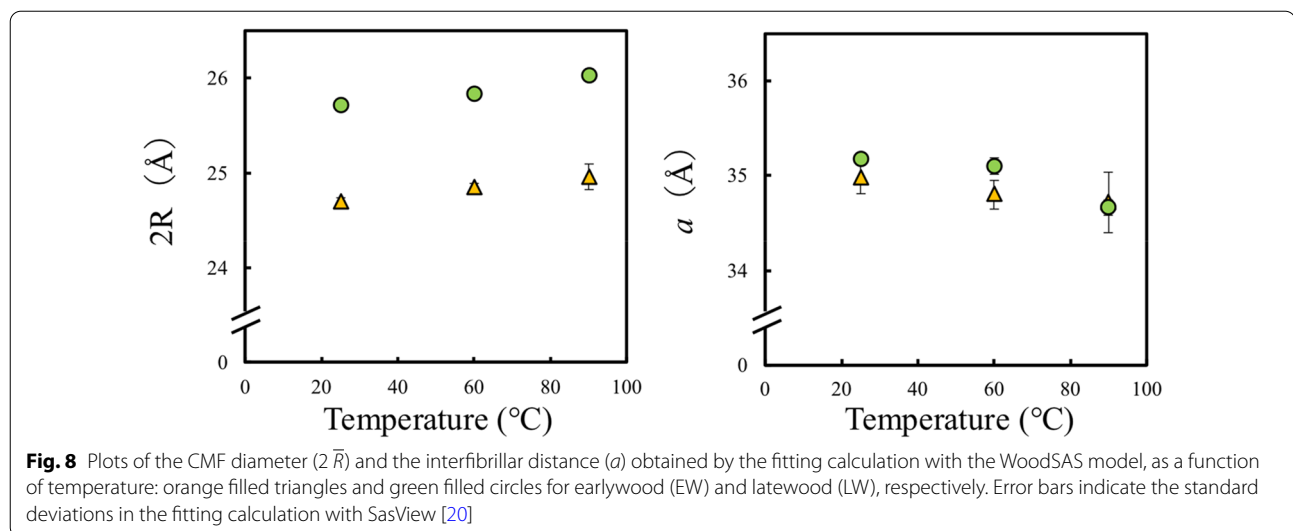 26
25
24
0
2R (Å)
0 20 40 60 80 100
Temperature (°C)
36
35
34
0
a (Å)
0 20 40 60 80 100
Temperature (°C)
Fig. 8 Plots of the CMF diameter (2 R̅) and the interfibrillar distance (a) obtained by the fitting calculation with the WoodSAS model, as a function
of temperature: orange filled triangles and green filled circles for earlywood (EW) and latewood (LW), respectively. Error bars indicate the standard
deviations in the fitting calculation with SasView [20]